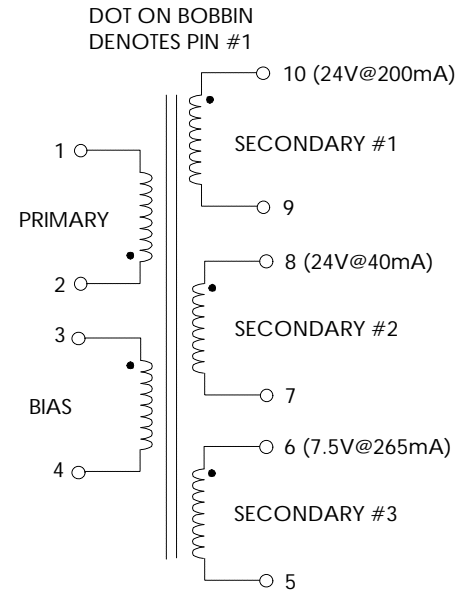 DOT ON BOBBIN
DENOTES PIN #1
10 (24V@200mA)
SECONDARY #1
1
9
PRIMARY
2
8 (24V@40mA)
3
SECONDARY #2
7
BIAS
4
6 (7.5V@265mA)
SECONDARY #3
5